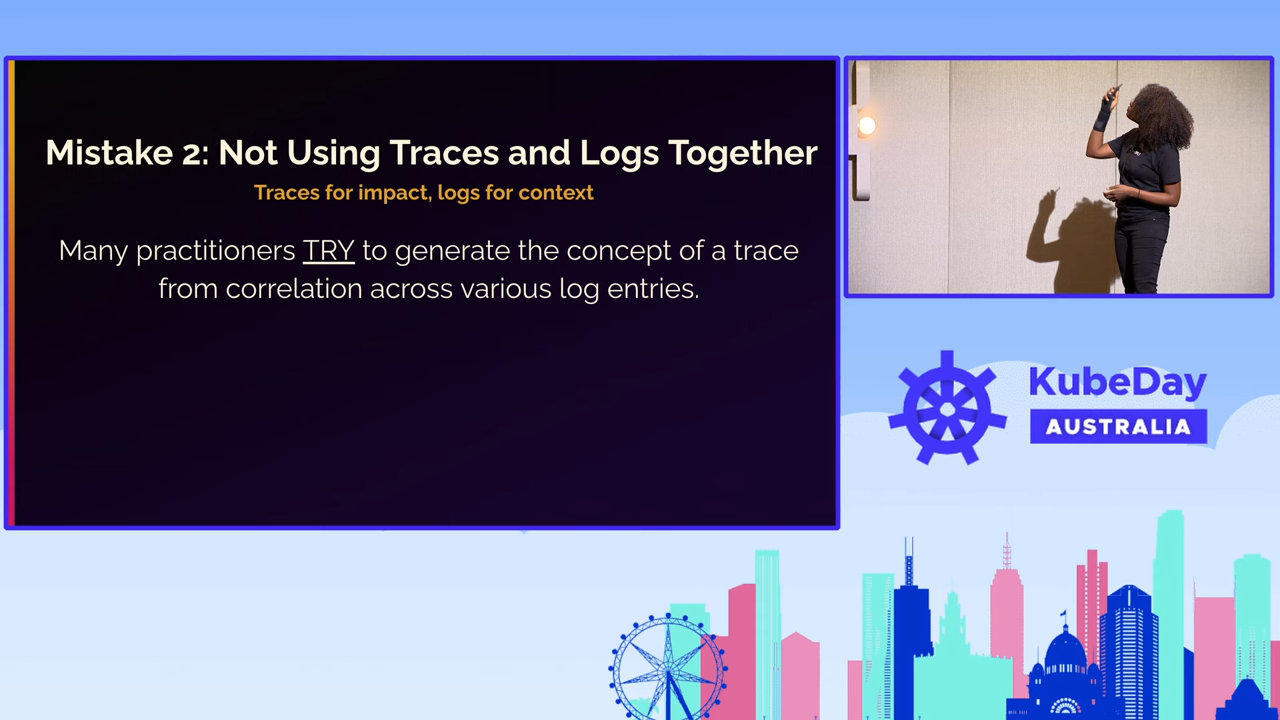 Mistake 2: Not Using Traces and Logs Together
Traces for impact, logs for context
Many practitioners TRY to generate the concept of a trace
from correlation across various log entries.
KubeDay
AUSTRALIA